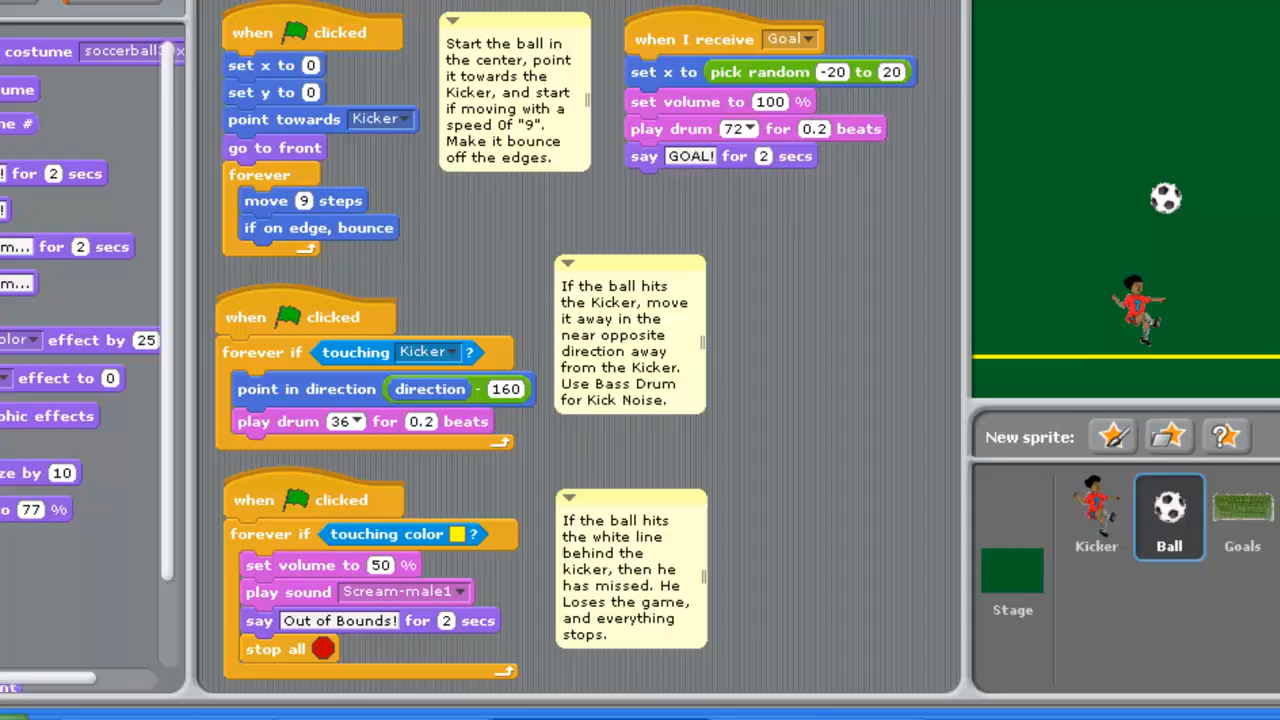 costume soccerball3
ume
ne #
! for 2 secs
!
m... for 2 secs
m...
olor effect by 25
effect to 0
phic effects
ze by 10
o 77 %
nt
when clicked
set x to 0
set y to 0
point towards Kicker
go to front
forever
move 9 steps
if on edge, bounce
Start the ball in
the center, point
it towards the
Kicker, and start
if moving with a
speed 0f "9".
Make it bounce
off the edges.
when I receive Goal
set x to pick random -20 to 20
set volume to 100 %
play drum 72 for 0.2 beats
say GOAL! for 2 secs
when clicked
forever if touching Kicker ?
point in direction direction - 160
play drum 36 for 0.2 beats
If the ball hits
the Kicker, move
it away in the
near opposite
direction away
from the Kicker.
Use Bass Drum
for Kick Noise.
when clicked
forever if touching color ?
set volume to 50 %
play sound Scream-male1
say Out of Bounds! for 2 secs
stop all
If the ball hits
the white line
behind the
kicker, then he
has missed. He
Loses the game,
and everything
stops.
New sprite:
Kicker
Ball
Goals
Stage